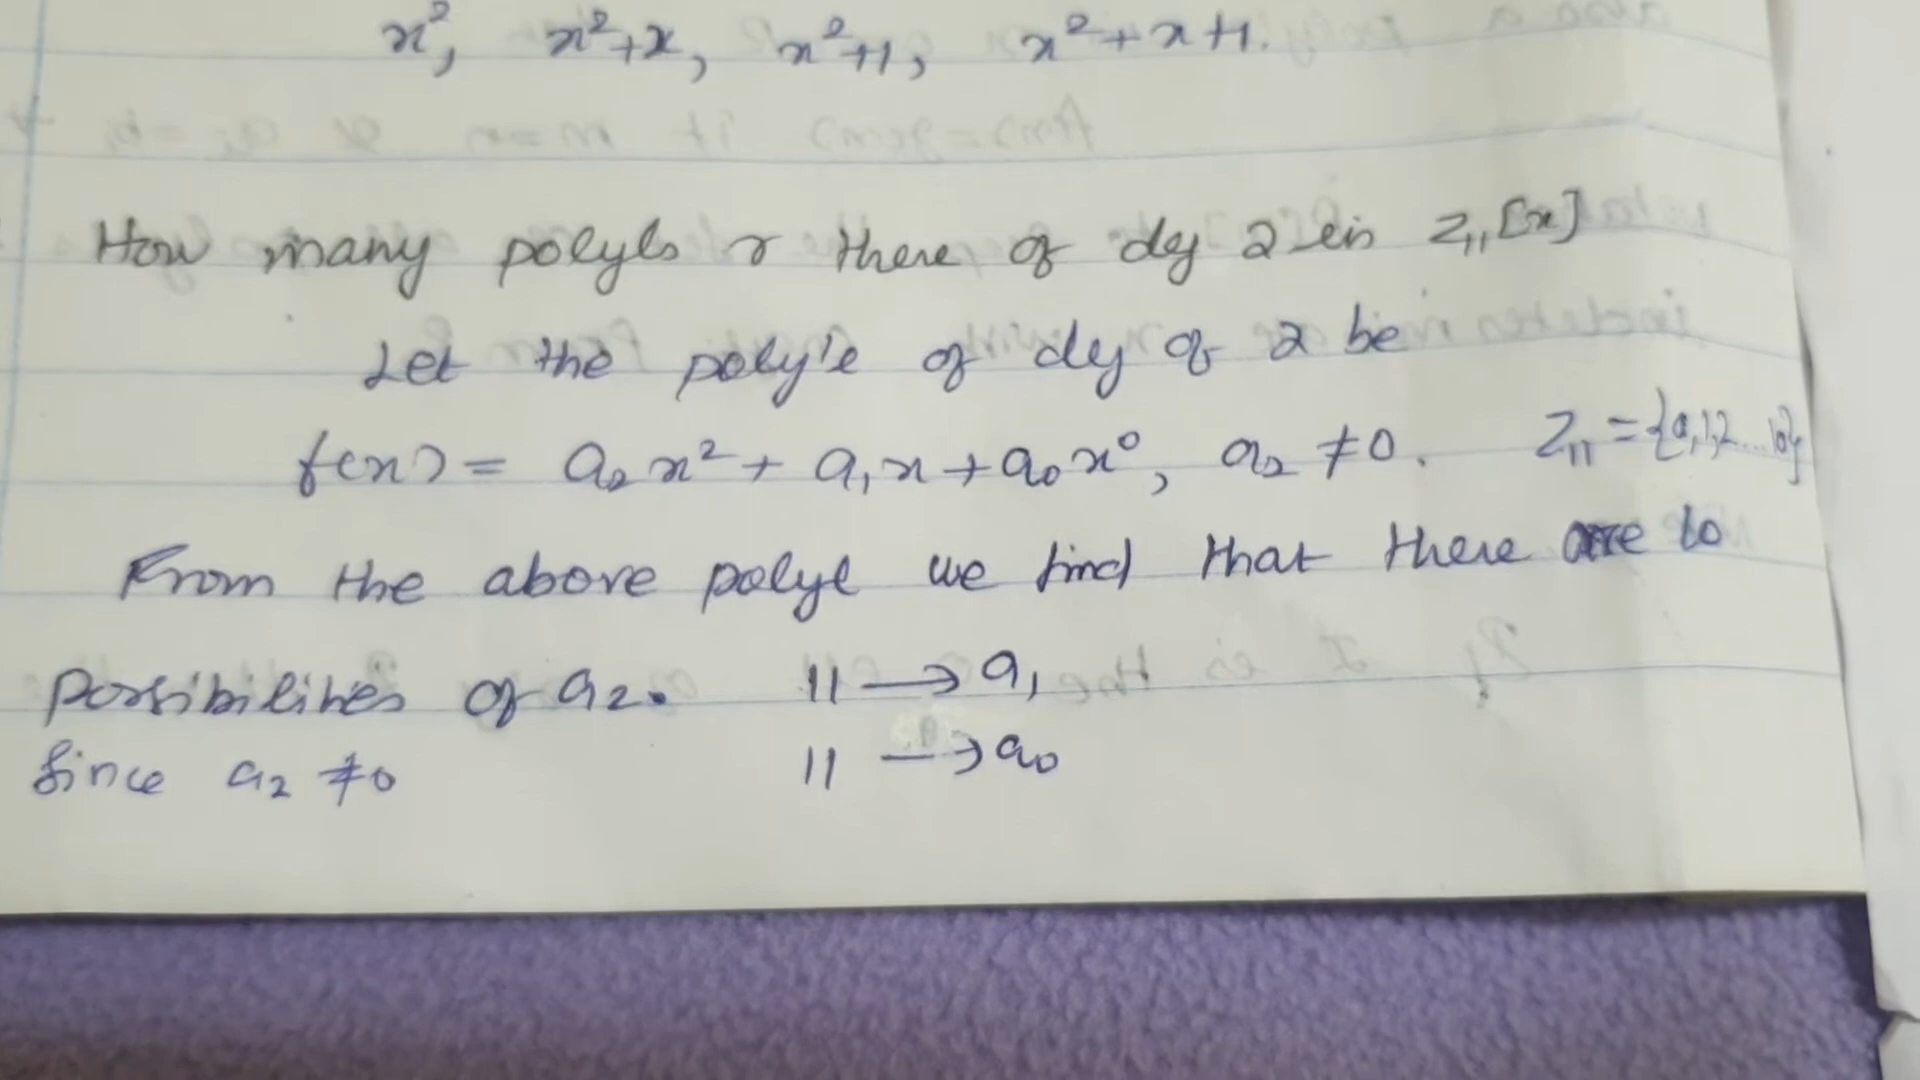 x², x²+x, x²+1, x²+x+1.
How many polyls r there of deg 2 in Z₁₁[x]
Let the polyl of deg of 2 be
f(x) = a₂x² + a₁x + a₀x⁰, a₂ ≠ 0. Z₁₁ = {0,1,2...10}
From the above polyl we find that there are 10
possibilities of a₂. 11 → a₁
Since a₂ ≠ 0 11 → a₀